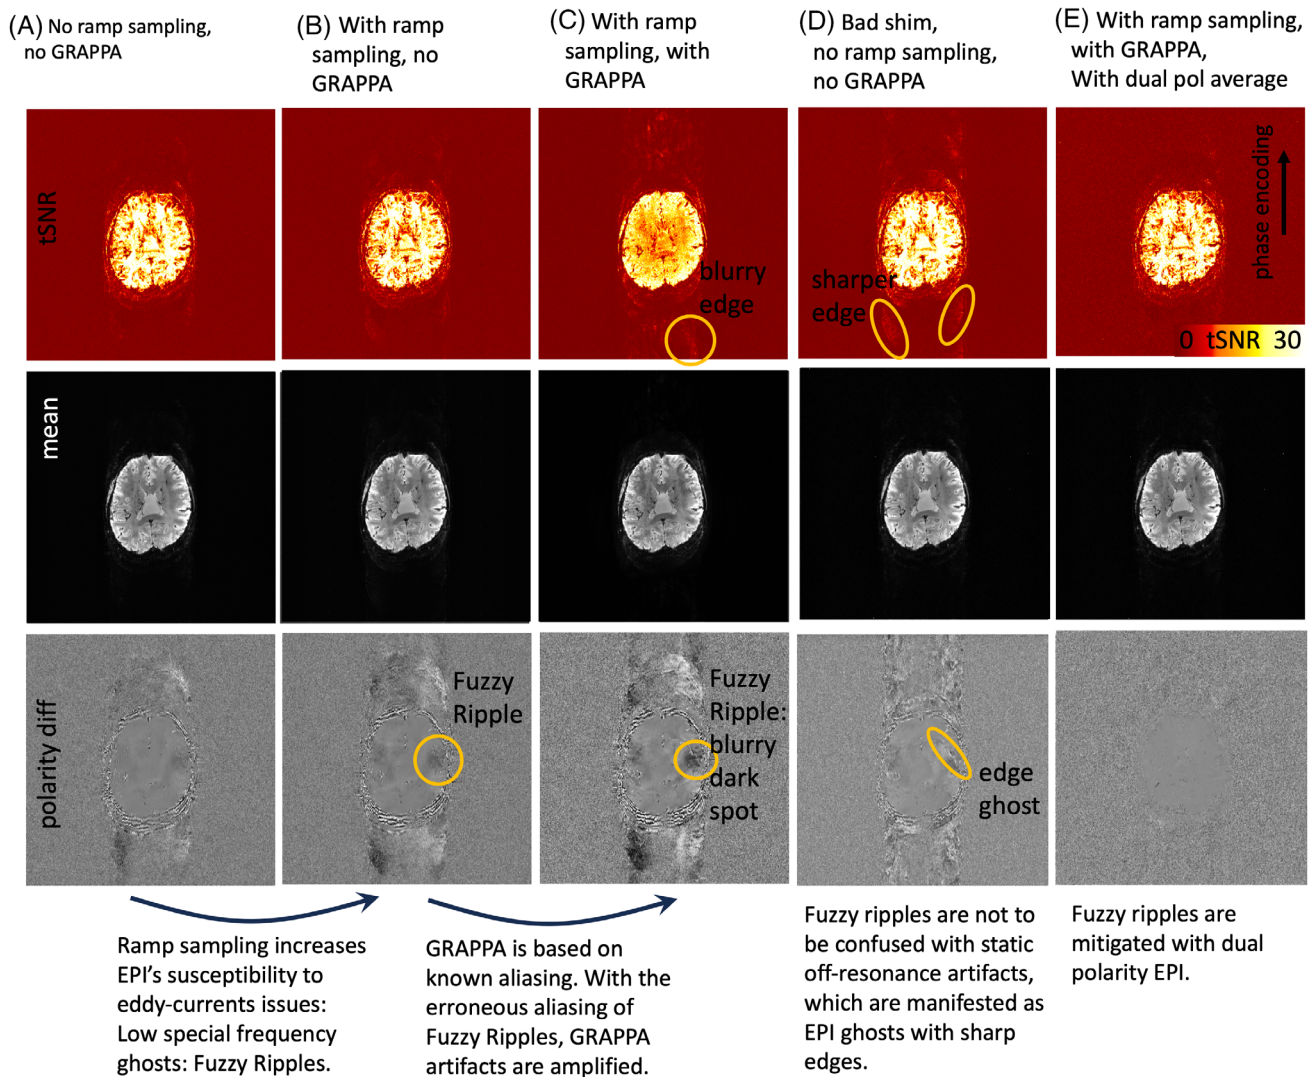 (A) No ramp sampling,
no GRAPPA
(B) With ramp
sampling, no
GRAPPA
(C) With ramp
sampling, with
GRAPPA
(D) Bad shim,
no ramp sampling,
no GRAPPA
(E) With ramp sampling,
with GRAPPA,
With dual pol average
tSNR
blurry
edge
sharper
edge
phase encoding
0 tSNR 30
mean
polarity diff
Fuzzy
Ripple
Fuzzy
Ripple:
blurry
dark
spot
edge
ghost
Ramp sampling increases
EPI's susceptibility to
eddy-currents issues:
Low special frequency
ghosts: Fuzzy Ripples.
GRAPPA is based on
known aliasing. With the
erroneous aliasing of
Fuzzy Ripples, GRAPPA
artifacts are amplified.
Fuzzy ripples are not to
be confused with static
off-resonance artifacts,
which are manifested as
EPI ghosts with sharp
edges.
Fuzzy ripples are
mitigated with dual
polarity EPI.